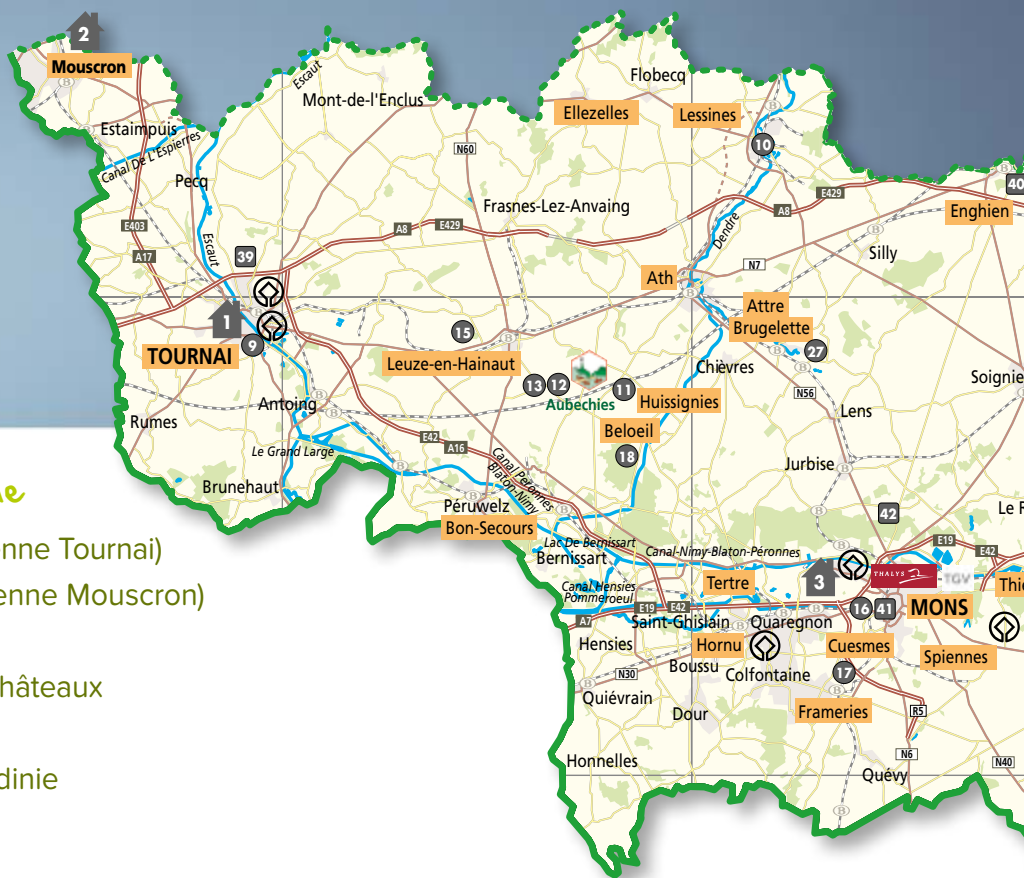 2
Mouscron
Escaut
Mont-de-l'Enclus
Flobecq
Ellezelles
Lessines
Estaimpuis
Canal De L'Espierres
N60
10
Pecq
40
E429
Frasnes-Lez-Anvaing
A8
E429
E403
A8
Enghien
Escaut
Dendre
A17
39
Silly
N7
Ath
1
Attre
Brugelette
15
TOURNAI
9
27
Leuze-en-Hainaut
Chièvres
13
12
11
N56
Soignie
Aubechies
Huissignies
Antoing
Lens
Rumes
Beloeil
E42
A16
Le Grand Large
18
Canal Péronnes
Blaton-Nimy
Jurbise
Brunehaut
Péruwelz
42
Le R
Bon-Secours
Lac De Bernissart
Canal-Nimy-Blaton-Péronnes
E19
E42
Bernissart
THALYS
TGV
Tertre
3
Thie
Canal Hensies
Pommeroeul
E19
E42
16
41
MONS
A7
Saint-Ghislain
Quaregnon
Hensies
Hornu
Cuesmes
Spiennes
Boussu
Colfontaine
N30
17
Quiévrain
Dour
Frameries
R5
Honnelles
N6
N40
Quévy
B
e
enne Tournai)
enne Mouscron)
hâteaux
dinie